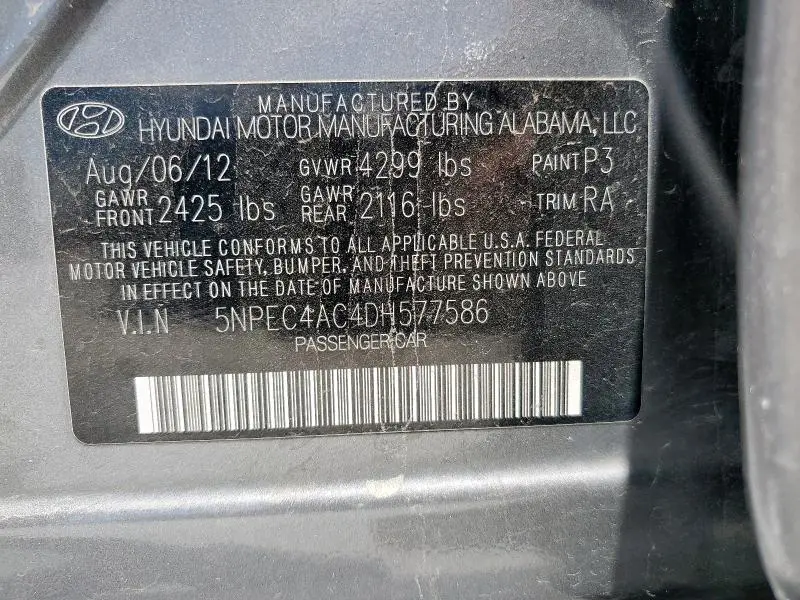 MANUFACTURED BY
HYUNDAI MOTOR MANUFACTURING ALABAMA, LLC
Aug/06/12 GVWR 4299 lbs PAINT P3
GAWR FRONT 2425 lbs GAWR REAR 2116 lbs TRIM RA
THIS VEHICLE CONFORMS TO ALL APPLICABLE U.S.A. FEDERAL
MOTOR VEHICLE SAFETY, BUMPER, AND THEFT PREVENTION STANDARDS
IN EFFECT ON THE DATE OF MANUFACTURE SHOWN ABOVE
V.I.N 5NPEC4AC4DH577586
PASSENGER CAR